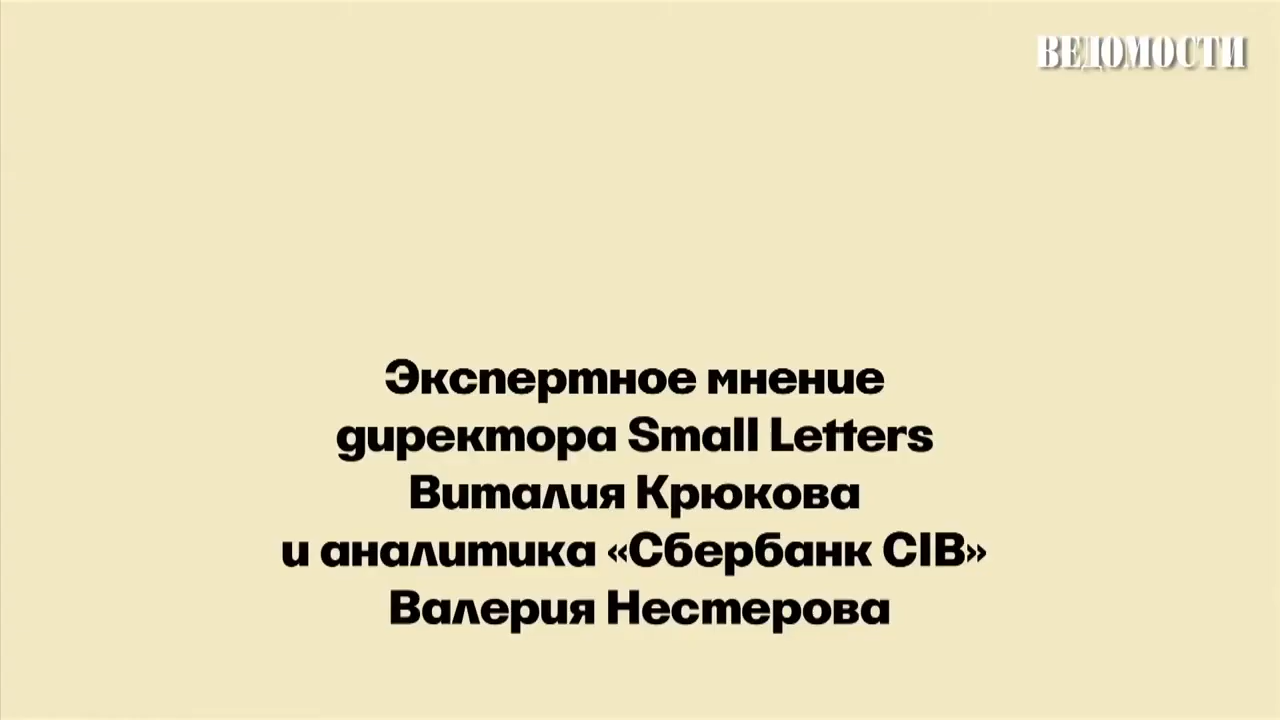 ВЕДОМОСТИ
Экспертное мнение
директора Small Letters
Виталия Крюкова
и аналитика «Сбербанк CIB»
Валерия Нестерова